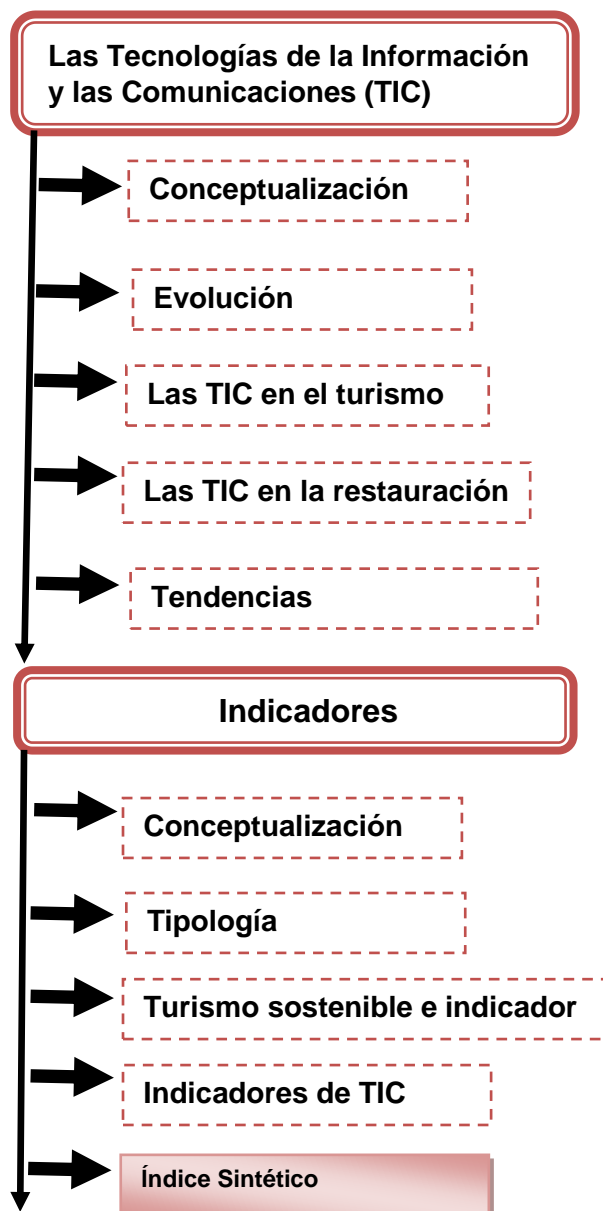 Las Tecnologías de la Información
y las Comunicaciones (TIC)
Conceptualización
Evolución
Las TIC en el turismo
Las TIC en la restauración
Tendencias
Indicadores
Conceptualización
Tipología
Turismo sostenible e indicador
Indicadores de TIC
Índice Sintético